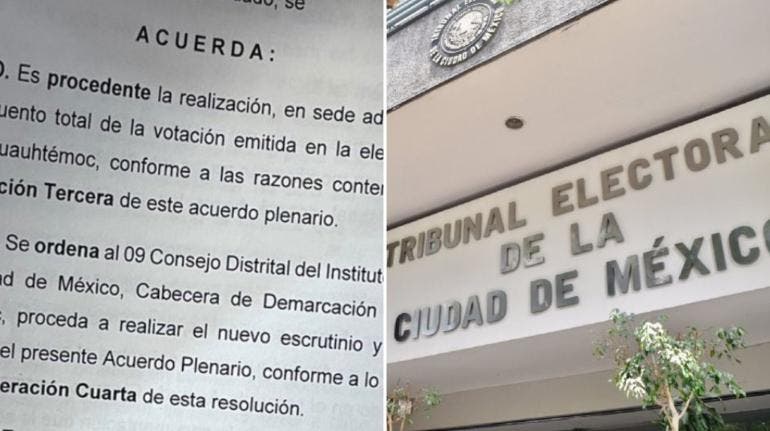 se
ACUERDA:
O. Es procedente la realización, en sede ad
uento total de la votación emitida en la ele
uauhtémoc, conforme a las razones conten
ción Tercera de este acuerdo plenario.
Se ordena al 09 Consejo Distrital del Institut
ad de México, Cabecera de Demarcación
c, proceda a realizar el nuevo escrutinio y
el presente Acuerdo Plenario, conforme a lo
eración Cuarta de esta resolución.
TRIBUNAL ELECTORA
DE LA
CIUDAD DE MÉXICO